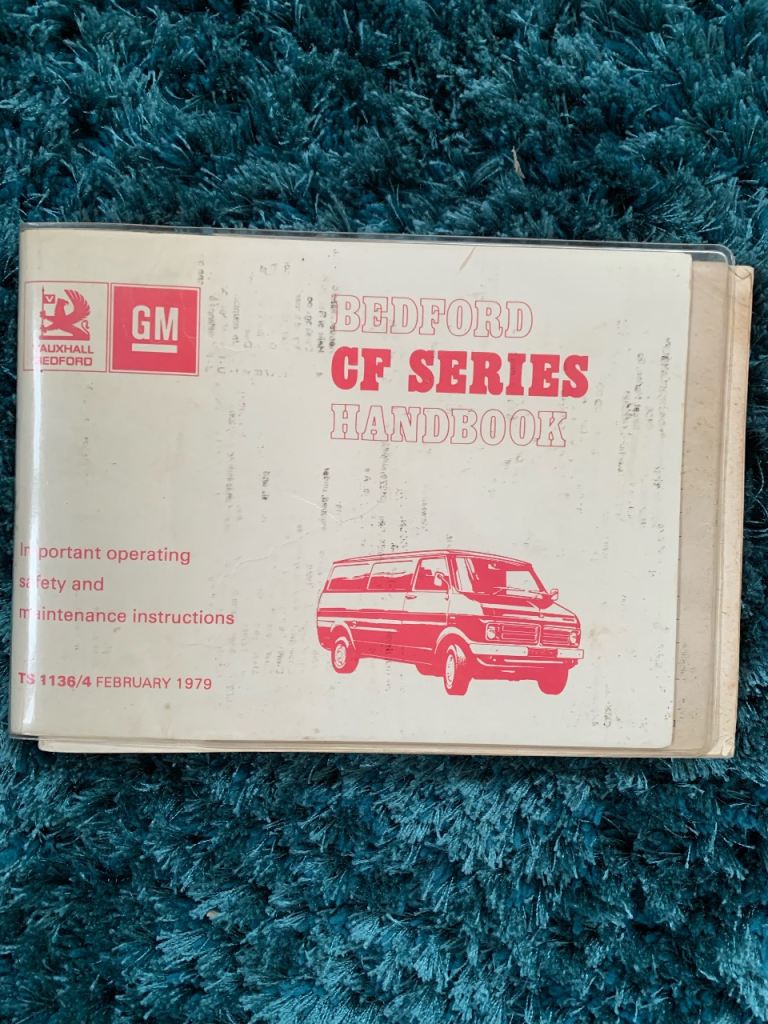 VAUXHALL
BEDFORD
GM
BEDFORD
CF SERIES
HANDBOOK
Important operating
safety and
maintenance instructions
TS 1136/4 FEBRUARY 1979